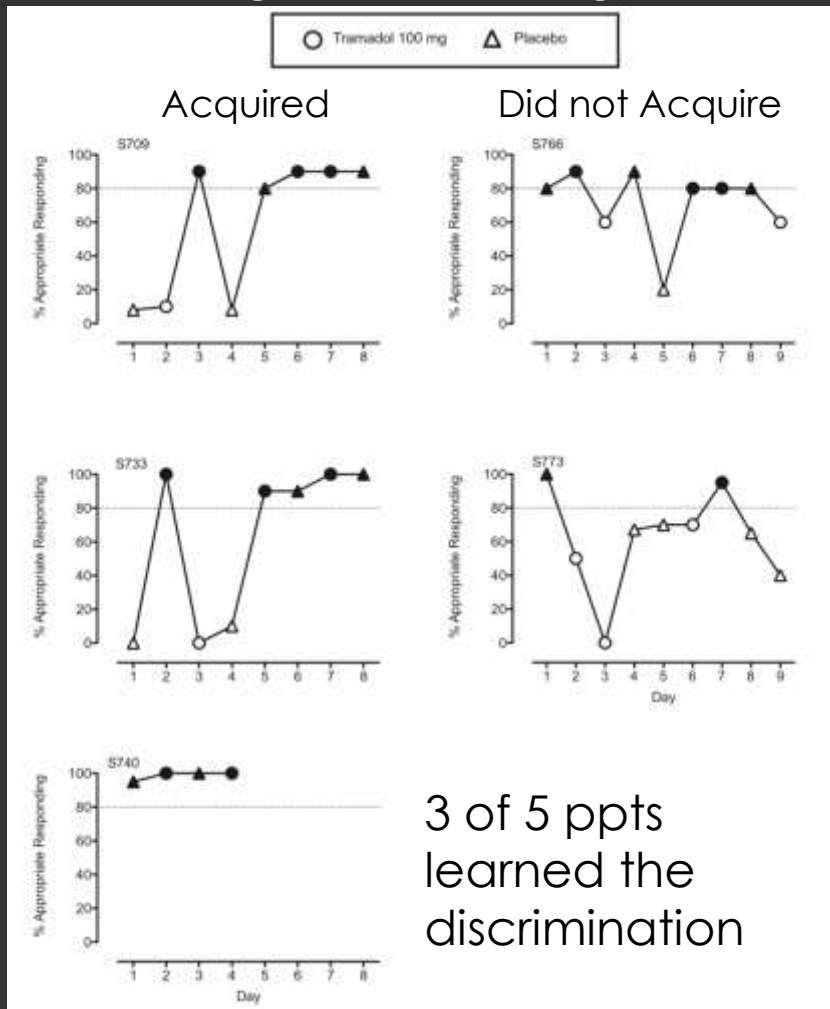 Tramadol 100 mg Placebo
Acquired
Did not Acquire
S709
% Appropriate Responding
100
80
60
40
20
0
1 2 3 4 5 6 7 8
S766
% Appropriate Responding
100
80
60
40
20
0
1 2 3 4 5 6 7 8 9
S733
% Appropriate Responding
100
80
60
40
20
0
1 2 3 4 5 6 7 8
S773
% Appropriate Responding
100
80
60
40
20
0
1 2 3 4 5 6 7 8 9
Day
S740
% Appropriate Responding
100
80
60
40
20
0
1 2 3 4 5 6 7 8
Day
3 of 5 ppts
learned the
discrimination